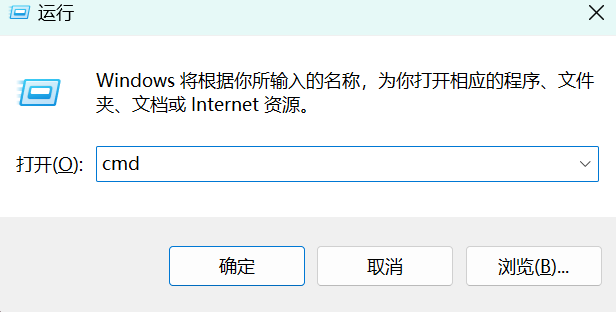 运行
Windows 将根据你所输入的名称，为你打开相应的程序、文件
夹、文档或 Internet 资源。
打开(O): cmd
确定 取消 浏览(B)...